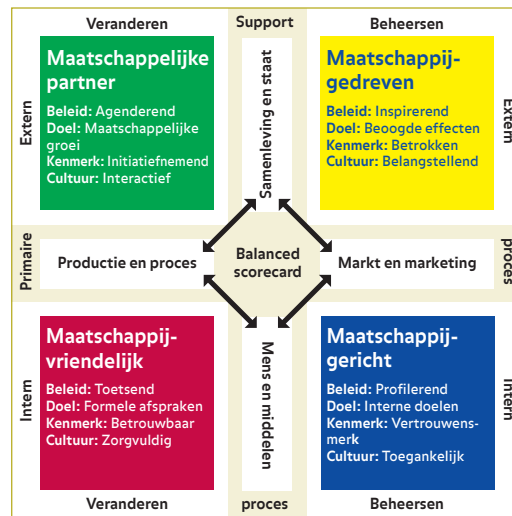 Veranderen
Support
Beheersen
Extern
Maatschappelijke
partner
Beleid: Agenderend
Doel: Maatschappelijke
groei
Kenmerk: Initiatiefnemend
Cultuur: Interactief
Samenleving en staat
Maatschappij-
gedreven
Beleid: Inspirerend
Doel: Beoogde effecten
Kenmerk: Betrokken
Cultuur: Belangstellend
Extem
Primaire
Productie en proces
Balanced
scorecard
Markt en marketing
proces
Intern
Maatschappij-
vriendelijk
Beleid: Toetsend
Doel: Formele afspraken
Kenmerk: Betrouwbaar
Cultuur: Zorgvuldig
Mens en middelen
Maatschappij-
gericht
Beleid: Profilerend
Doel: Interne doelen
Kenmerk: Vertrouwens-
merk
Cultuur: Toegankelijk
Intern
Veranderen
proces
Beheersen